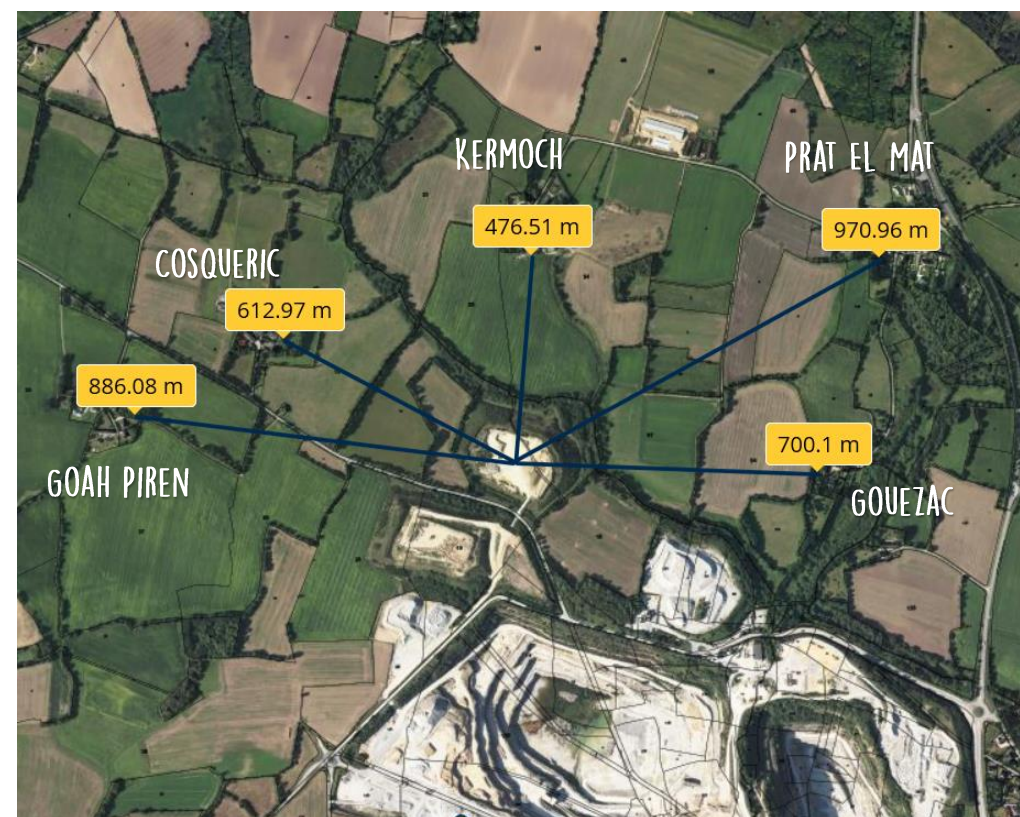 KERMOCH
PRAT EL MAT
476.51 m
970.96 m
COSQUERIC
612.97 m
886.08 m
700.1 m
GOAH PIREN
GOUEZAC